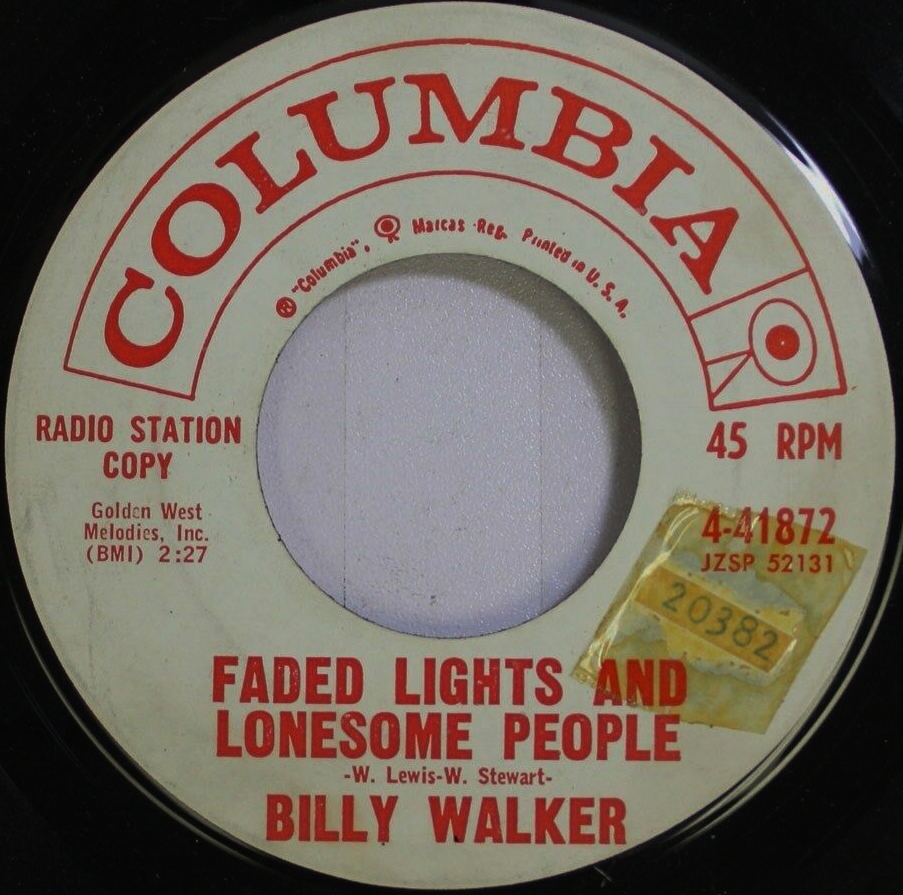 COLUMBIA
® "Columbia", Marcas Reg. Printed in U. S. A.
RADIO STATION
COPY
45 RPM
Golden West
Melodies, Inc.
(BMI) 2:27
4-41872
JZSP 52131
20382
FADED LIGHTS AND
LONESOME PEOPLE
-W. Lewis-W. Stewart-
BILLY WALKER